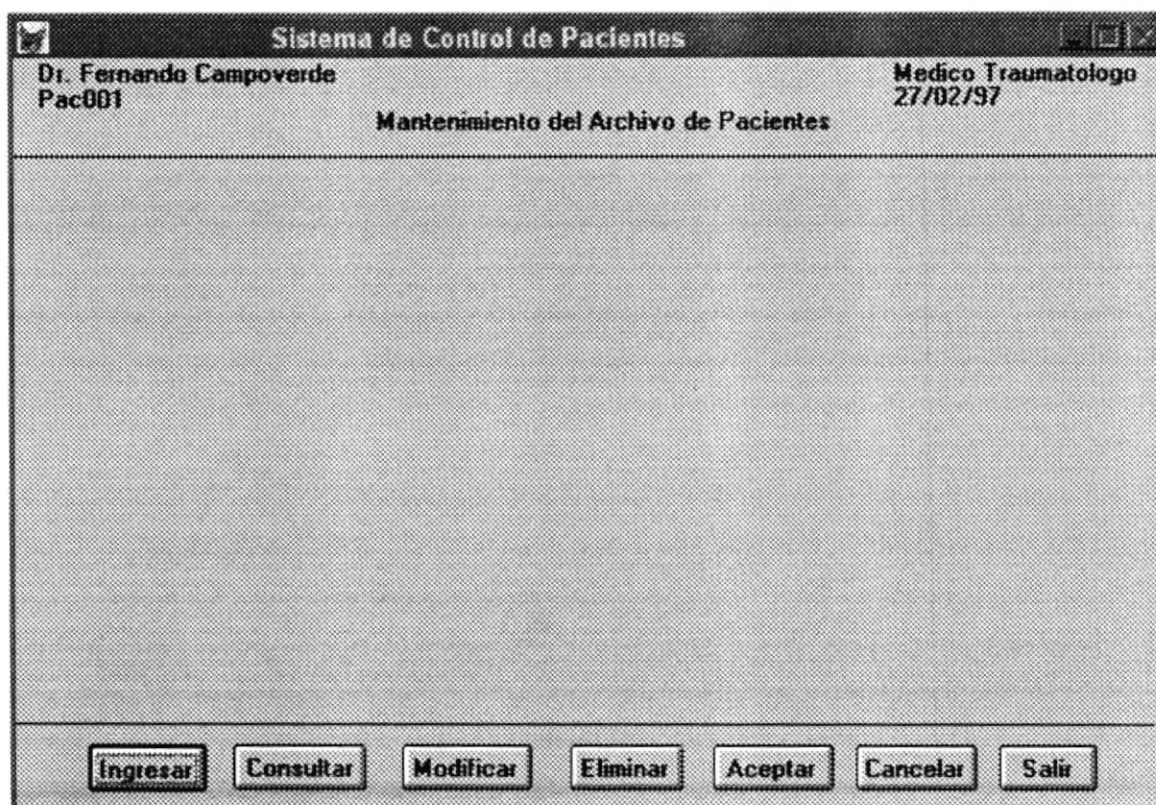 Sistema de Control de Pacientes
Dr. Fernando Campoverde Medico Traumatologo
Pac001 27/02/97
Mantenimiento del Archivo de Pacientes
Ingresar Consultar Modificar Eliminar Aceptar Cancelar Salir